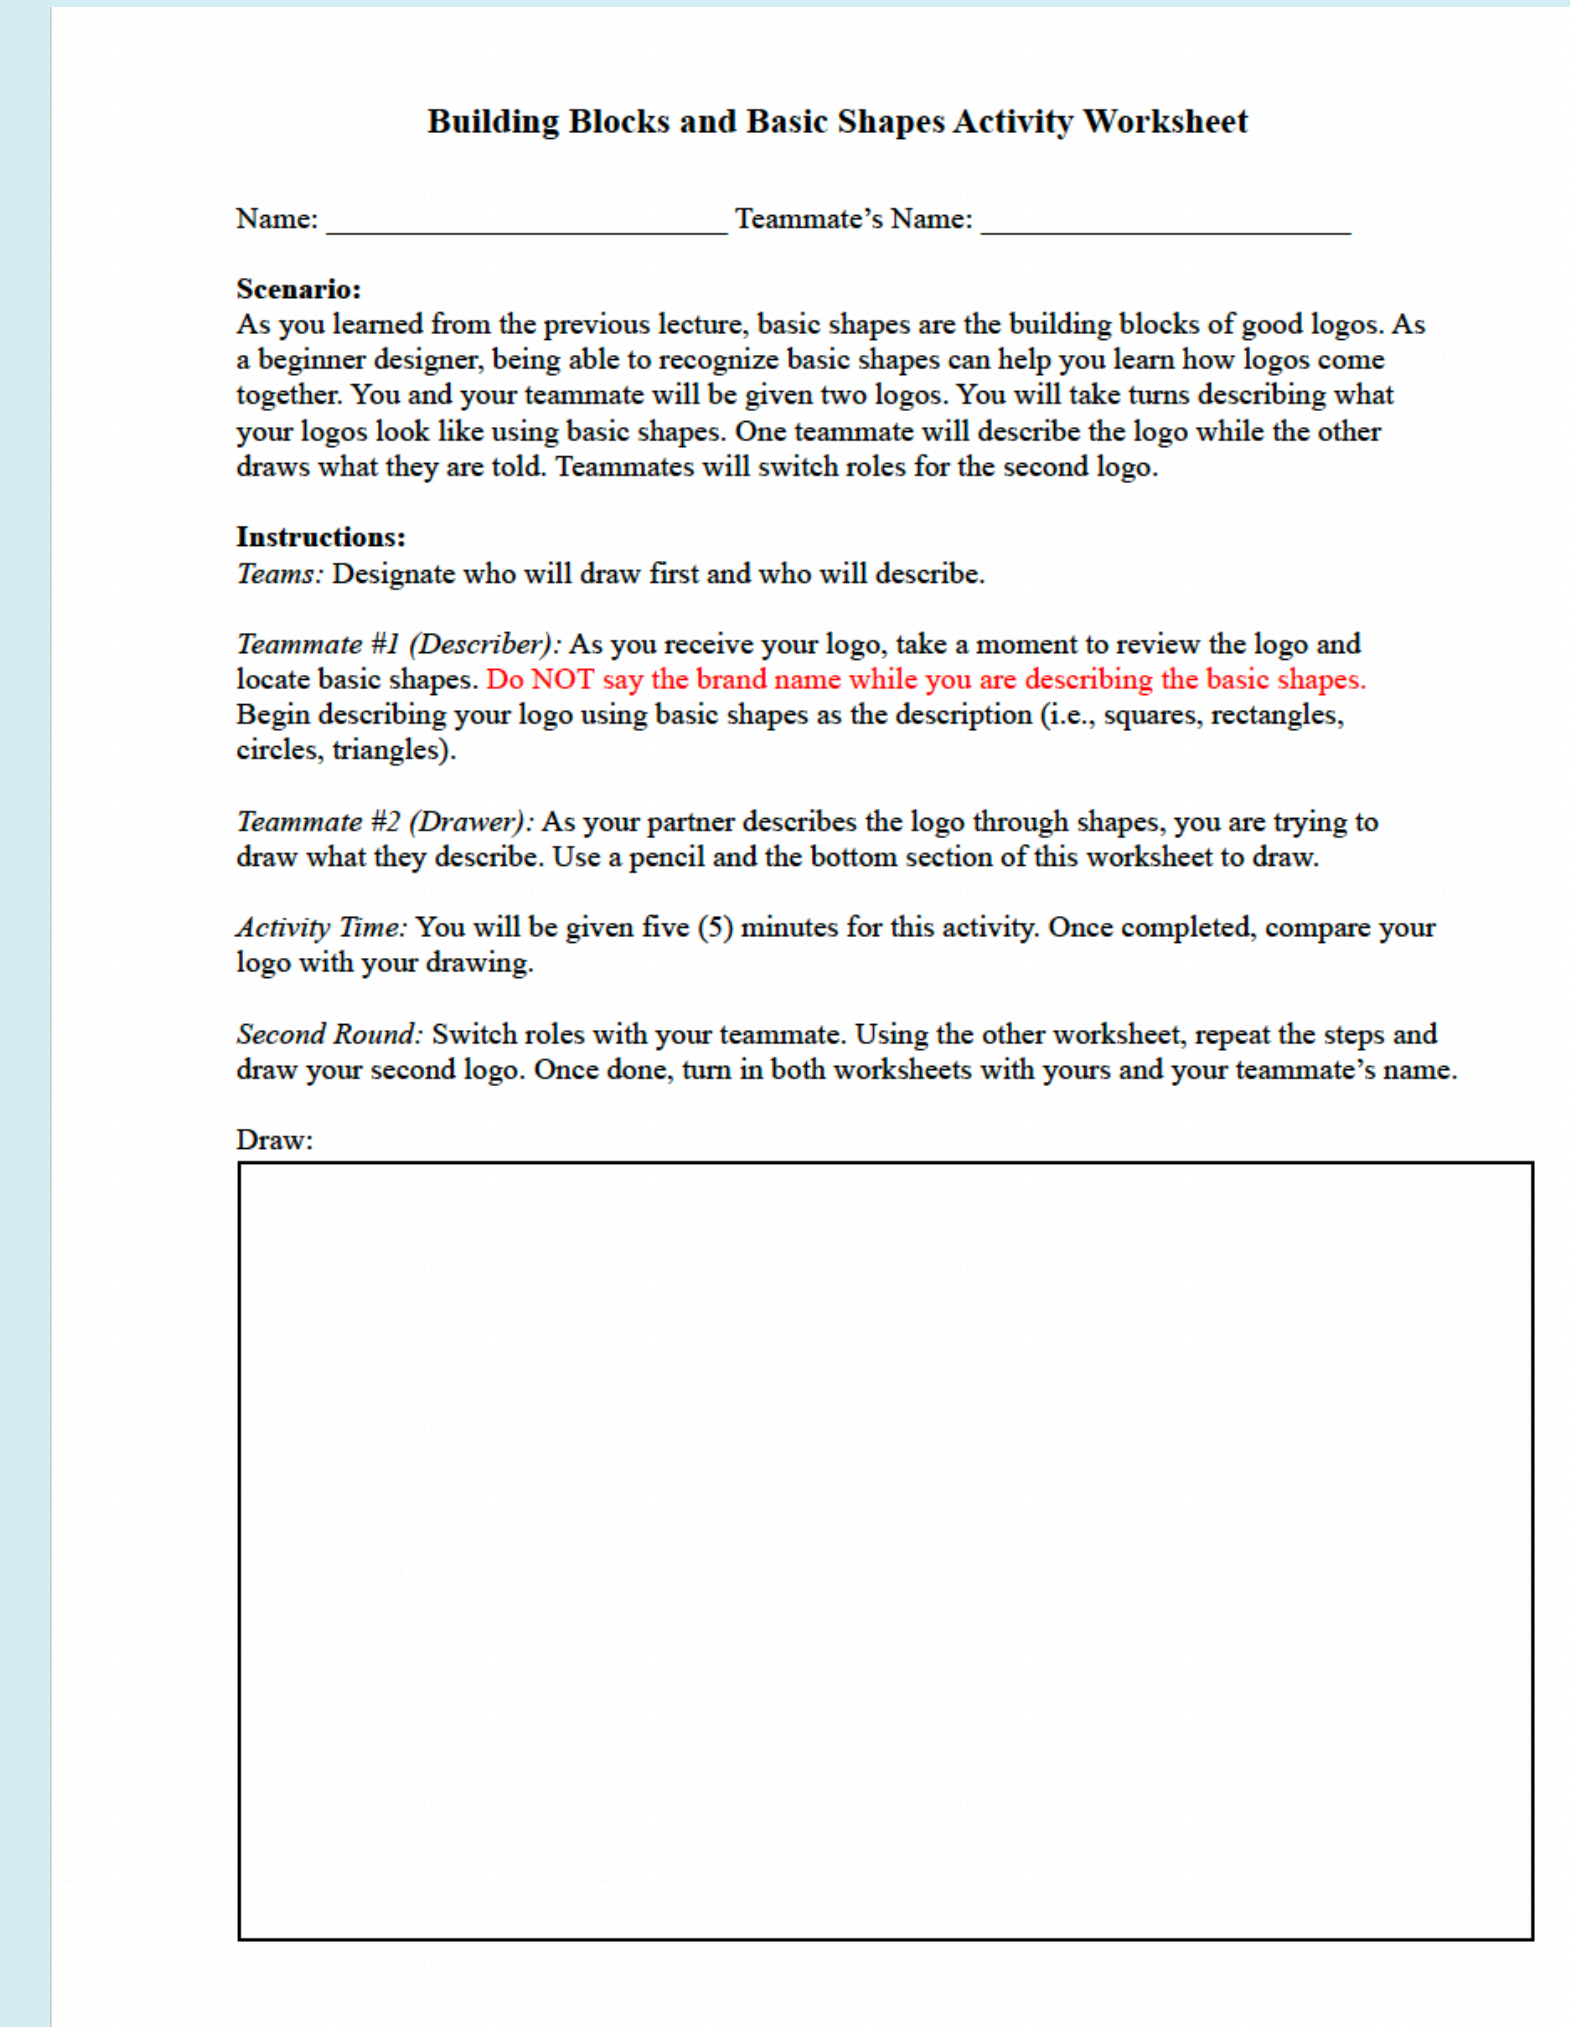 Building Blocks and Basic Shapes Activity Worksheet
Name: __________________________ Teammate’s Name: ________________________
Scenario:
As you learned from the previous lecture, basic shapes are the building blocks of good logos. As
a beginner designer, being able to recognize basic shapes can help you learn how logos come
together. You and your teammate will be given two logos. You will take turns describing what
your logos look like using basic shapes. One teammate will describe the logo while the other
draws what they are told. Teammates will switch roles for the second logo.
Instructions:
Teams: Designate who will draw first and who will describe.
Teammate #1 (Describer): As you receive your logo, take a moment to review the logo and
locate basic shapes. Do NOT say the brand name while you are describing the basic shapes.
Begin describing your logo using basic shapes as the description (i.e., squares, rectangles,
circles, triangles).
Teammate #2 (Drawer): As your partner describes the logo through shapes, you are trying to
draw what they describe. Use a pencil and the bottom section of this worksheet to draw.
Activity Time: You will be given five (5) minutes for this activity. Once completed, compare your
logo with your drawing.
Second Round: Switch roles with your teammate. Using the other worksheet, repeat the steps and
draw your second logo. Once done, turn in both worksheets with yours and your teammate’s name.
Draw: